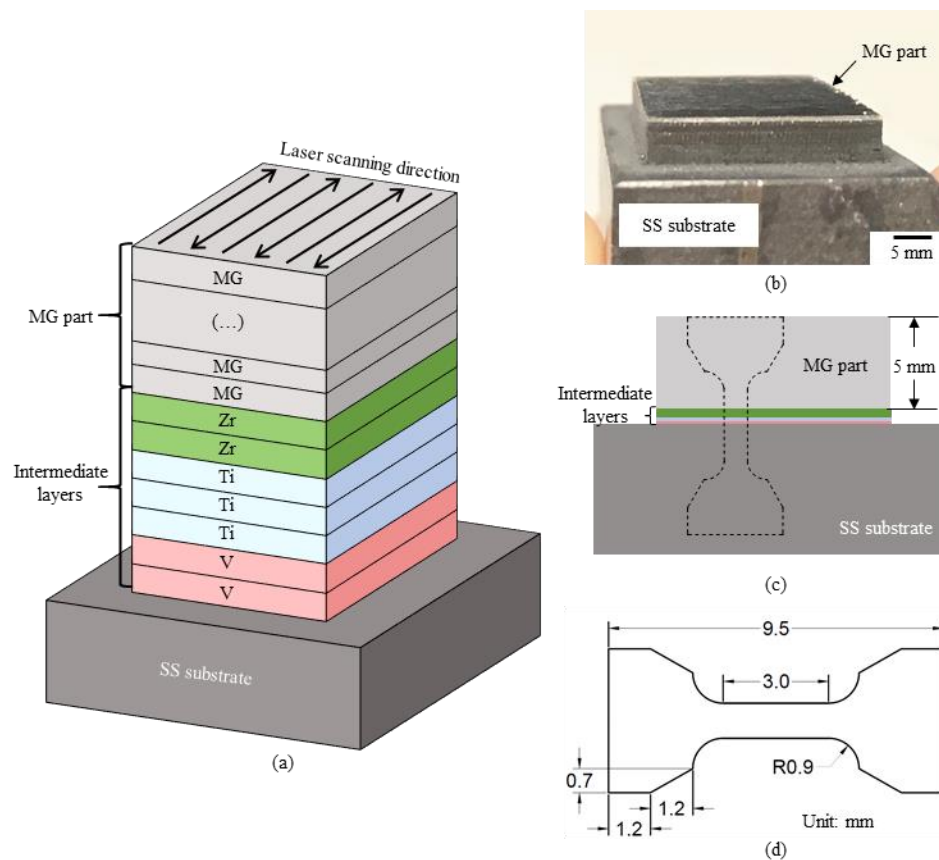 Laser scanning direction
MG
(...)
MG
MG
Zr
Zr
Ti
Ti
Ti
V
V
MG part
Intermediate
layers
SS substrate
(a)
MG part
SS substrate
5 mm
(b)
MG part
5 mm
Intermediate
layers
SS substrate
(c)
9.5
3.0
R0.9
0.7
1.2
1.2
Unit: mm
(d)